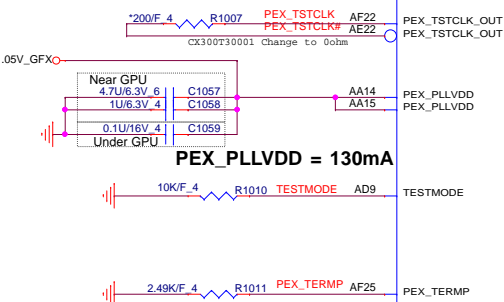 *200/F_4 R1007 PEX_TSTCLK AF22 PEX_TSTCLK_OUT
PEX_TSTCLK# AE22 PEX_TSTCLK_OUT
CX300T30001 Change to 0ohm
.05V_GFX
Near GPU
4.7U/6.3V_6 C1057 AA14 PEX_PLLVDD
1U/6.3V_4 C1058 AA15 PEX_PLLVDD
0.1U/16V_4 C1059
Under GPU
PEX_PLLVDD = 130mA
10K/F_4 R1010 TESTMODE AD9 TESTMODE
2.49K/F_4 R1011 PEX_TERMP AF25 PEX_TERMP